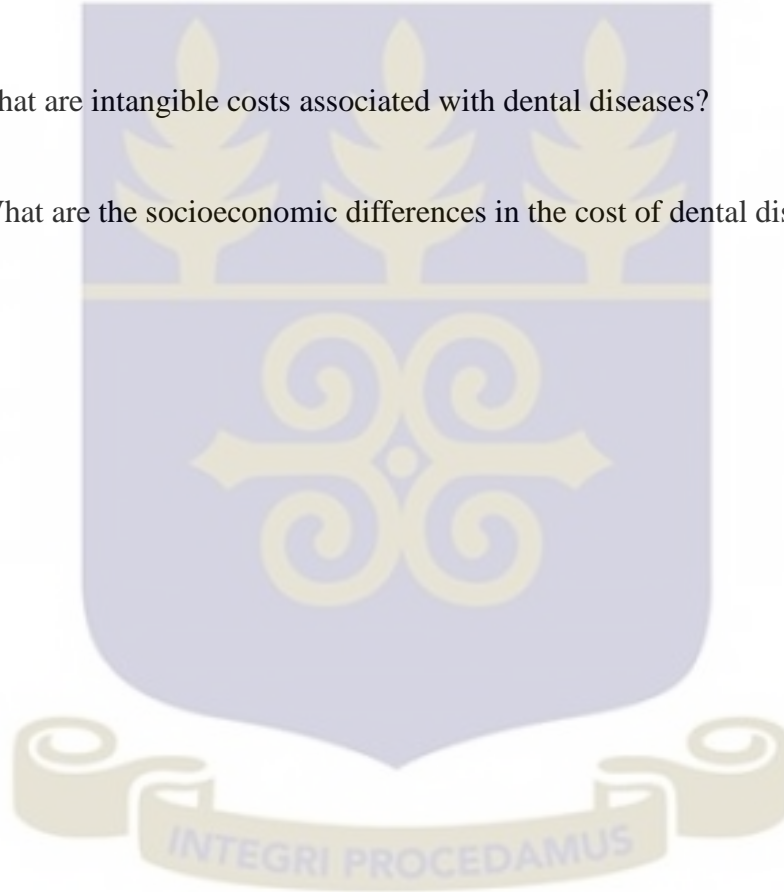 hat are intangible costs associated with dental diseases?
What are the socioeconomic differences in the cost of dental dis
INTEGRI PROCEDAMUS